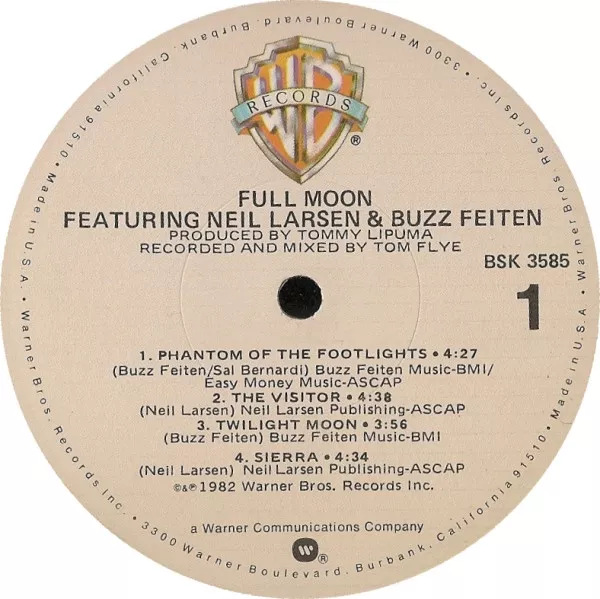 WB
RECORDS
®
FULL MOON
FEATURING NEIL LARSEN & BUZZ FEITEN
PRODUCED BY TOMMY LIPUMA
RECORDED AND MIXED BY TOM FLYE
BSK 3585
1
1. PHANTOM OF THE FOOTLIGHTS • 4:27
(Buzz Feiten/Sal Bernardi) Buzz Feiten Music-BMI/
Easy Money Music-ASCAP
2. THE VISITOR • 4:38
(Neil Larsen) Neil Larsen Publishing-ASCAP
3. TWILIGHT MOON • 3:56
(Buzz Feiten) Buzz Feiten Music-BMI
4. SIERRA • 4:34
(Neil Larsen) Neil Larsen Publishing-ASCAP
©&℗ 1982 Warner Bros. Records Inc.
a Warner Communications Company
®
Made in U.S.A. • Warner Bros. Records Inc. • 3300 Warner Boulevard, Burbank, California 91510 • Made in U.S.A. • Warner Bros. Records Inc. • 3300 Warner Boulevard, Burbank, California 91510 •